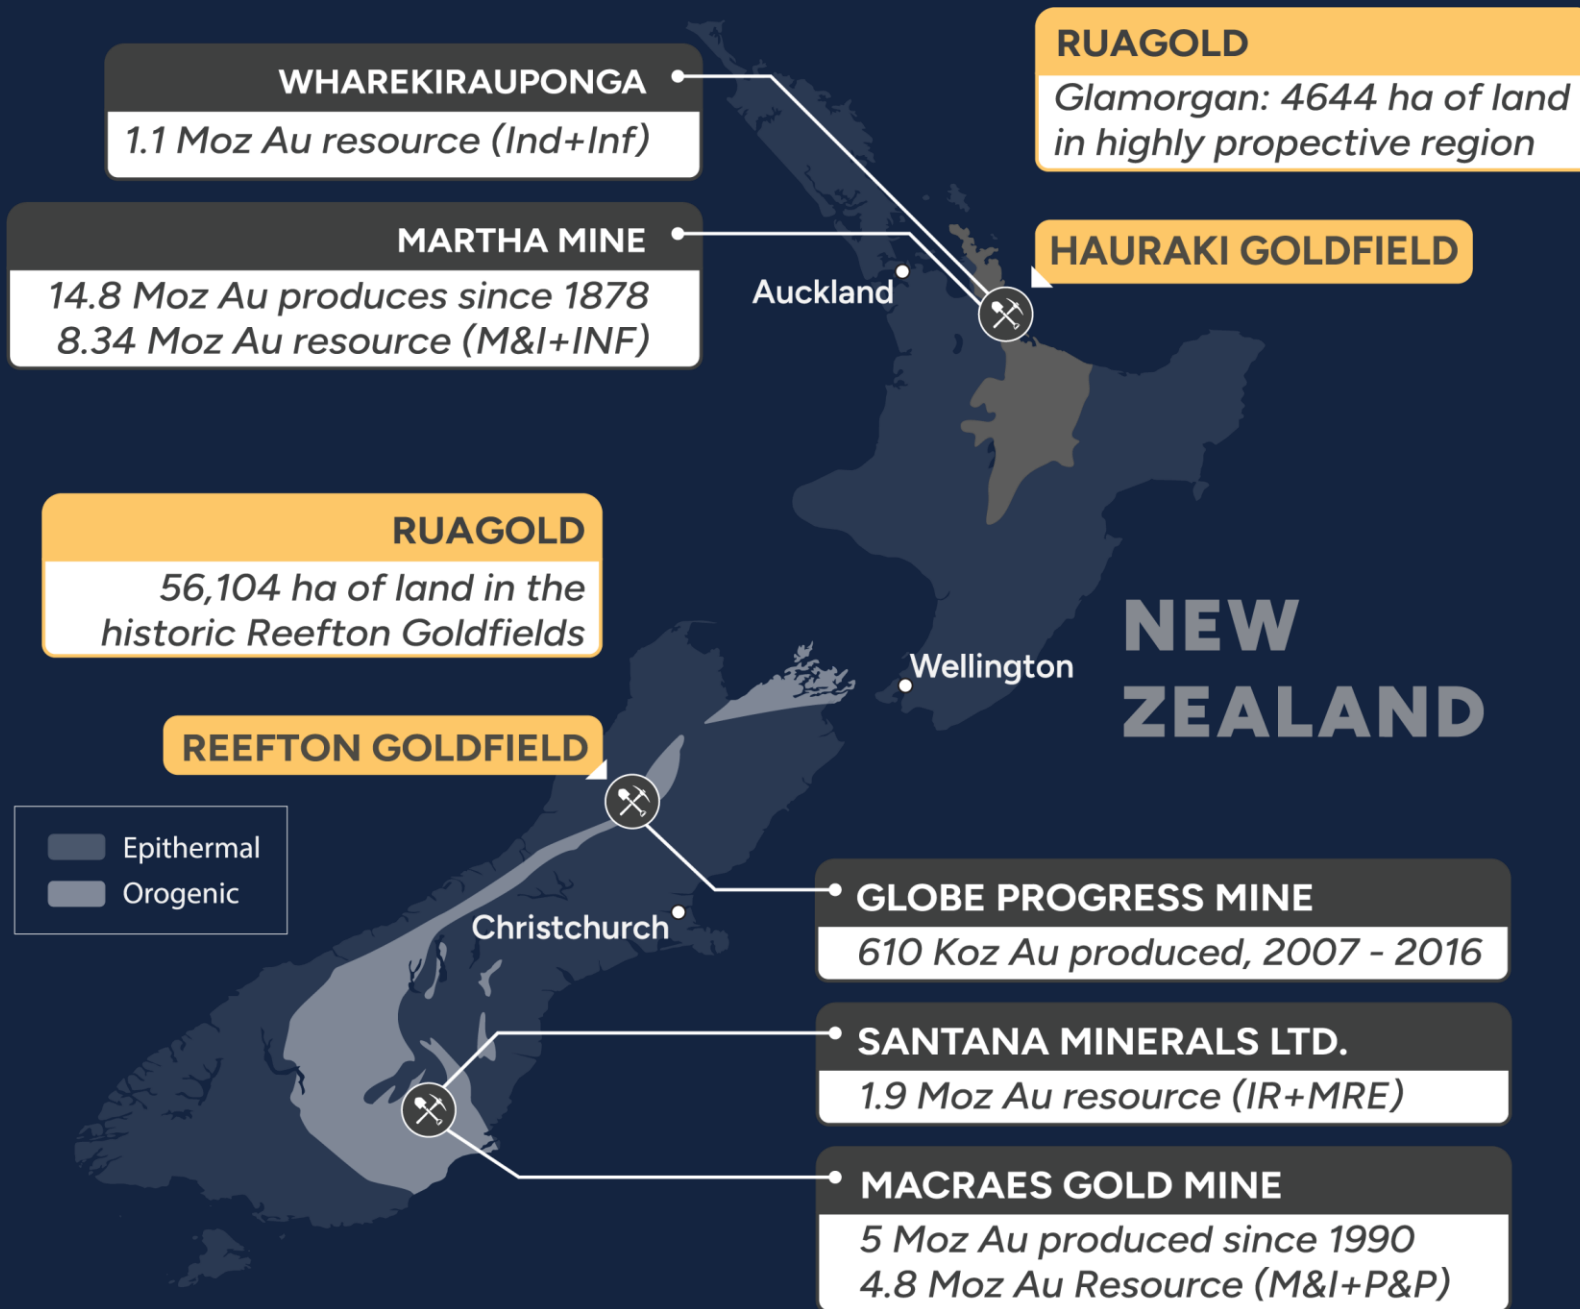 WHAREKIRAUPONGA
1.1 Moz Au resource (Ind+Inf)
RUAGOLD
Glamorgan: 4644 ha of land
in highly propective region
MARTHA MINE
14.8 Moz Au produces since 1878
8.34 Moz Au resource (M&I+INF)
HAURAKI GOLDFIELD
Auckland
RUAGOLD
56,104 ha of land in the
historic Reefton Goldfields
NEW
ZEALAND
Wellington
REEFTON GOLDFIELD
Epithermal
Orogenic
Christchurch
GLOBE PROGRESS MINE
610 Koz Au produced, 2007 - 2016
SANTANA MINERALS LTD.
1.9 Moz Au resource (IR+MRE)
MACRAES GOLD MINE
5 Moz Au produced since 1990
4.8 Moz Au Resource (M&I+P&P)